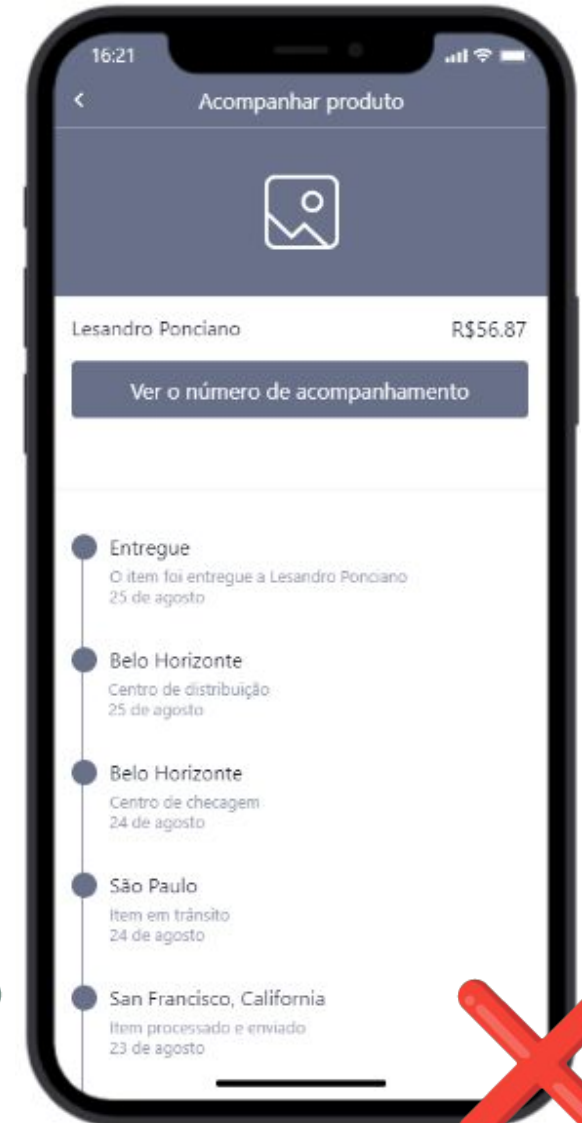 16:21
Acompanhar produto
Lesandro Ponciano
R$56.87
Ver o número de acompanhamento
Entregue
O item foi entregue a Lesandro Ponciano
25 de agosto
Belo Horizonte
Centro de distribuição
25 de agosto
Belo Horizonte
Centro de checagem
24 de agosto
São Paulo
Item em trânsito
24 de agosto
San Francisco, California
Item processado e enviado
23 de agosto